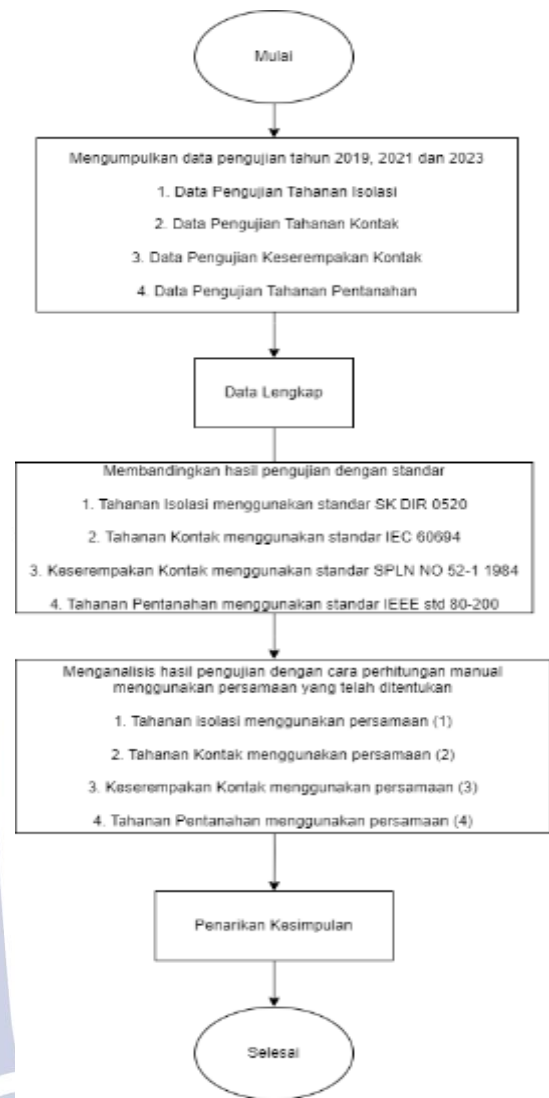 Mulai
Mengumpulkan data pengujian tahun 2019, 2021 dan 2023
1. Data Pengujian Tahanan Isolasi
2. Data Pengujian Tahanan Kontak
3. Data Pengujian Keserempakan Kontak
4. Data Pengujian Tahanan Pentanahan
Data Lengkap
Membandingkan hasil pengujian dengan standar
1. Tahanan Isolasi menggunakan standar SK DIR 0520
2. Tahanan Kontak menggunakan standar IEC 60694
3. Keserempakan Kontak menggunakan standar SPLN NO 52-1 1984
4. Tahanan Pentanahan menggunakan standar IEEE std 80-200
Menganalisis hasil pengujian dengan cara perhitungan manual
menggunakan persamaan yang telah ditentukan
1. Tahanan isolasi menggunakan persamaan (1)
2. Tahanan Kontak menggunakan persamaan (2)
3. Keserempakan Kontak menggunakan persamaan (3)
4. Tahanan Pentanahan menggunakan persamaan (4)
Penarikan Kesimpulan
Selesai